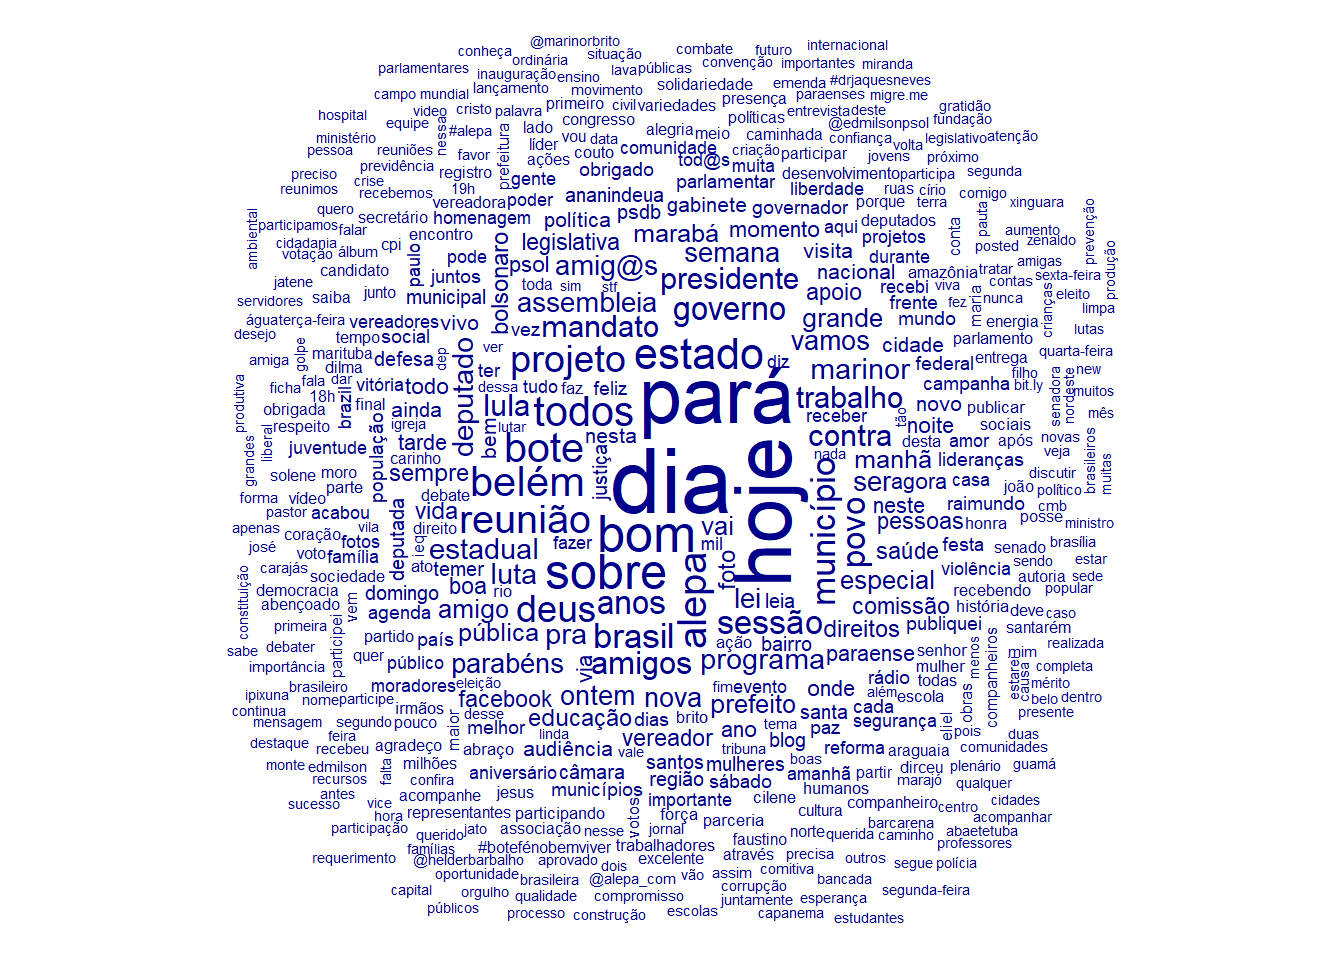 @marinorbrito
conheça situação combate futuro internacional
ordinária
parlamentares inauguração ensino lava públicas convenção importantes miranda
campo mundial lançamento movimento solidariedade emenda #drjaquesneves
hospital video cristo palavra primeiro civil variedades presença paraenses migre.me
equipe nessa #alepa lado congresso políticas entrevista deste gratidão
ministério prefeitura líder vou data alegria meio caminhada @edmilsonpsol fundação
pessoa reuniões favor ações couto comunidade criação confiança volta legislativo atenção
preciso previdência registro gente obrigado tod@s muita participar jovens próximo
reunimos crise recebemos 19h poder ananindeua parlamentar desenvolvimento participa segunda
quero vereadora liberdade ruas círio comigo xinguara
ambiental participamos secretário homenagem política psdb gabinete governador porque terra pauta
cidadania falar encontro legislativa marabá momento aqui deputados conta aumento prevenção
votação álbum cpi paulo pode bolsonaro psol amig@s semana visita projetos posted zenaldo
jatene candidato juntos toda sim stf presidente nacional durante amazônia tratar amigas sexta-feira produção
servidores saiba junto municipal assembleia governo apoio recebi viva contas eleito
água terça-feira vereadores vivo vez mandato grande frente fez nunca maria crianças limpa
desejo tempo social ver vamos mundo energia lutas
amiga golpe marituba defesa dep deputado projeto estado diz cidade parlamento quarta-feira
produtiva dilma ter marinor federal entrega filho new
ficha fala dar brazil vitória todo dessa tudo faz feliz pará trabalho campanha bit.ly senadora nordeste muitos
18h final ainda lula todos receber novo publicar mês
obrigada respeito igreja lutar tão noite sociais
grandes liberal juventude população tarde bem bote nesta contra desta amor após novas brasileiros
solene moro carinho justiça dia hoje nada manhã lideranças veja multitas
parte sempre belém município ser agora casa discutir
forma vídeo debate povo joão político
pastor acabou vida reunião bom vai neste raimundo cmb
apenas vila direito pessoas honra posse ministro
coração fotos deputada ieq estadual fazer mil saúde festa senado brasília
josé voto família ato temer foto violência sendo estar
carajás sociedade luta sobre alepa especial autoria sede
constituição democracia vem domingo boa rio lei leia recebendo popular
abençoado agenda amigo deus anos comissão história deve caso
primeira participei sessão direitos publiquei santarém
sabe debater partido país pública pra brasil ação bairro menos realizada
importância quer público parabéns via amigos programa paraense senhor mim
brasileiro moradores eleição mulher companheiros estarei causa completa
ipixuna nome participe irmãos facebook ontem nova fim evento onde rádio todas mérito
continua desse prefeito além escola obras belo dentro
mensagem segundo pouco maior melhor educação dias brito santa cada presente
feira linda ano tema paz segurança eliel pois duas
destaque recebeu agradeço abraço audiência vale vereador tribuna blog reforma araguaia comunidades
monte edmilson falta milhões santos mulheres boas dirceu plenário guamá
recursos confira aniversário câmara região sábado amanhã partir marajó qualquer
antes acompanhe jesus municípios humanos
sucesso vice importante cilene cultura companheiro centro cidades
hora representantes participando votos força parceria barcarena acompanhar
participação querido jato associação nesse jornal faustino norte querida caminho abaetetuba
famílias #botefénobemviver trabalhadores professores
requerimento @helderbarbalho aprovado dois excelente através precisa outros segue polícia
oportunidade brasileira @alepa_com vão assim comitiva bancada
capital orgulho qualidade compromisso corrupção esperança segunda-feira
juntamente
públicos processo construção escolas capanema estudantes